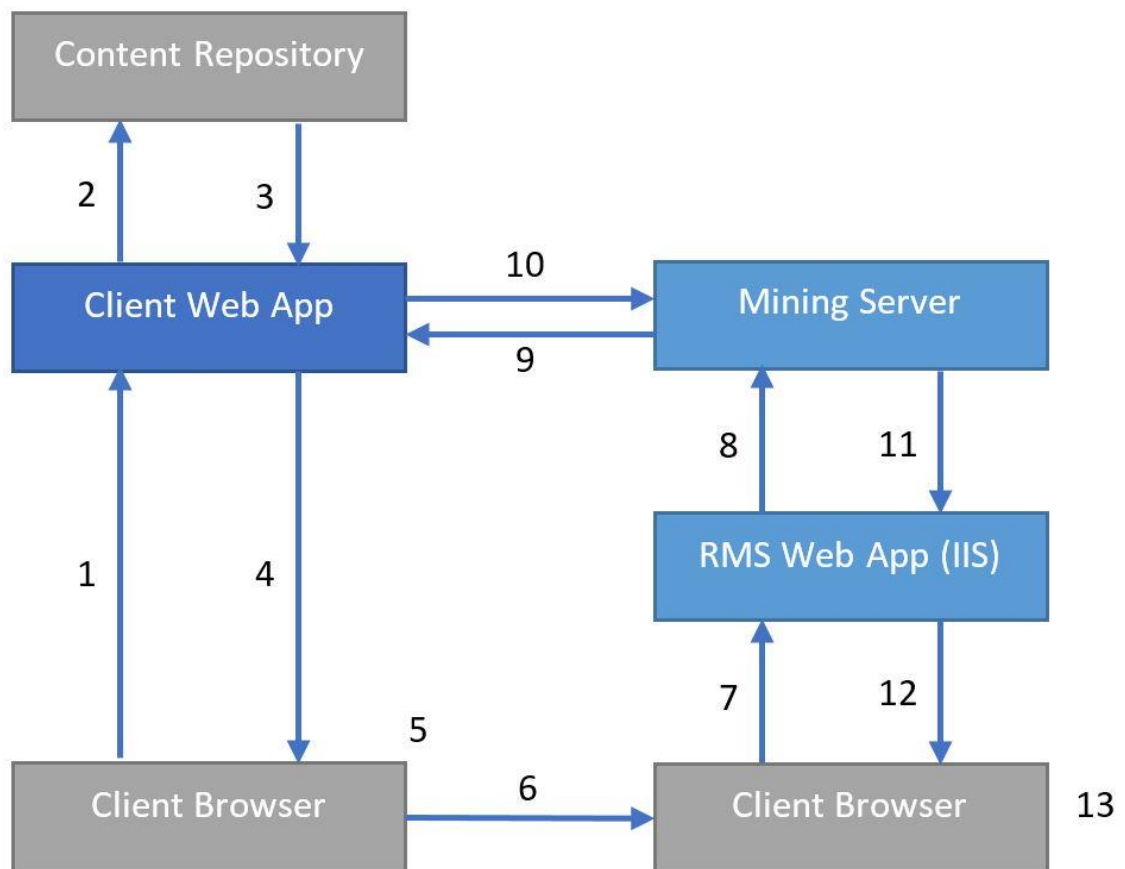 Content Repository
2 3
10
Client Web App Mining Server
9
8 11
RMS Web App (IIS)
1 4
7 12
5
6
Client Browser Client Browser 13